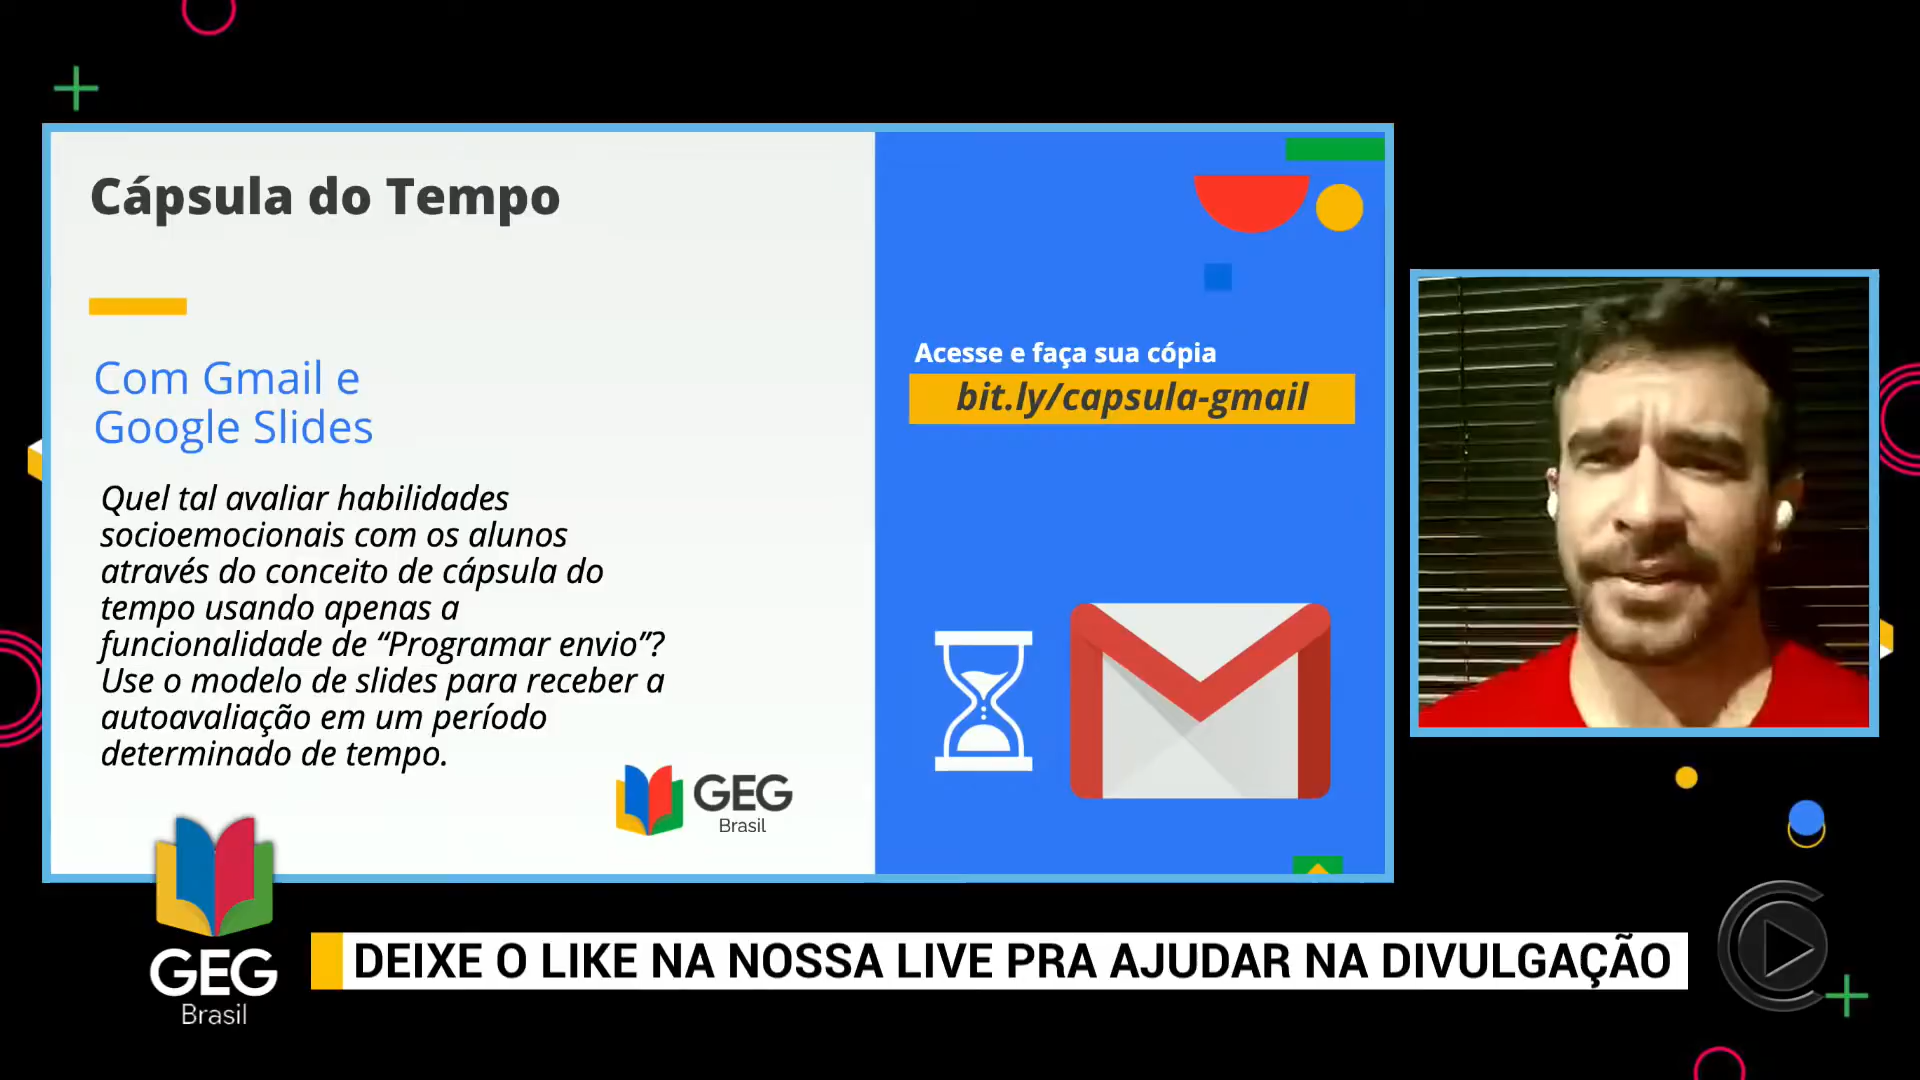 Cápsula do Tempo
Com Gmail e
Google Slides
Quel tal avaliar habilidades
socioemocionais com os alunos
através do conceito de cápsula do
tempo usando apenas a
funcionalidade de “Programar envio”?
Use o modelo de slides para receber a
autoavaliação em um período
determinado de tempo.
GEG
Brasil
Acesse e faça sua cópia
bit.ly/capsula-gmail
GEG
Brasil
DEIXE O LIKE NA NOSSA LIVE PRA AJUDAR NA DIVULGAÇÃO